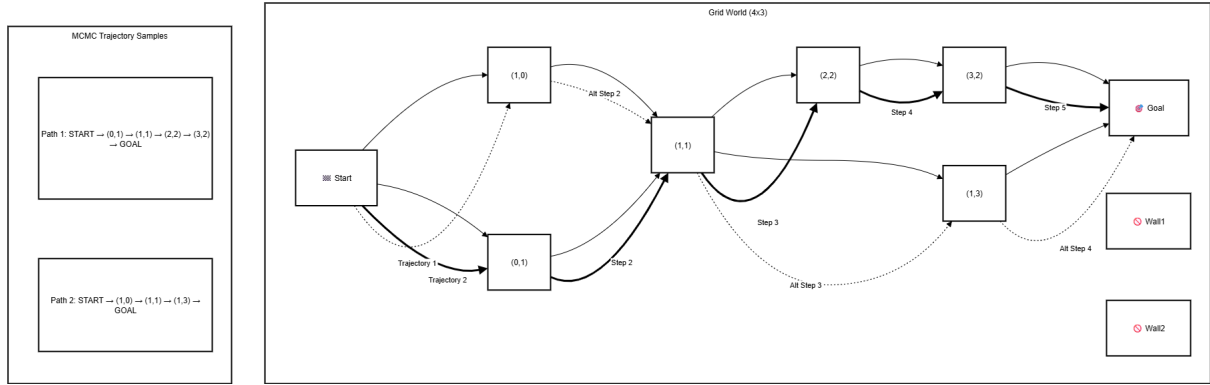 MCMC Trajectory Samples
Path 1: START → (0,1) → (1,1) → (2,2) → (3,2)
→ GOAL
Path 2: START → (1,0) → (1,1) → (1,3) →
GOAL
Grid World (4x3)
Start
(1,0)
(0,1)
(1,1)
(2,2)
(3,2)
(1,3)
Goal
Wall1
Wall2
Alt Step 2
Trajectory 1
Trajectory 2
Step 2
Step 3
Alt Step 3
Step 4
Step 5
Alt Step 4